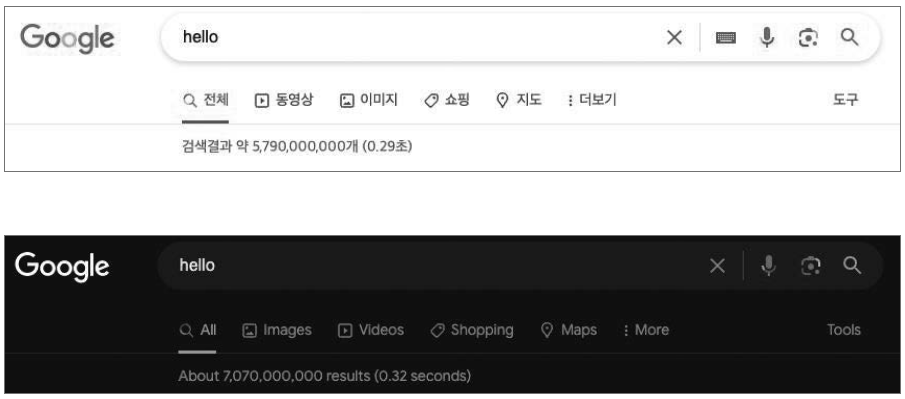 Google hello
전체 동영상 이미지 쇼핑 지도 더보기 도구
검색결과 약 5,790,000,000개 (0.29초)
Google hello
All Images Videos Shopping Maps More Tools
About 7,070,000,000 results (0.32 seconds)